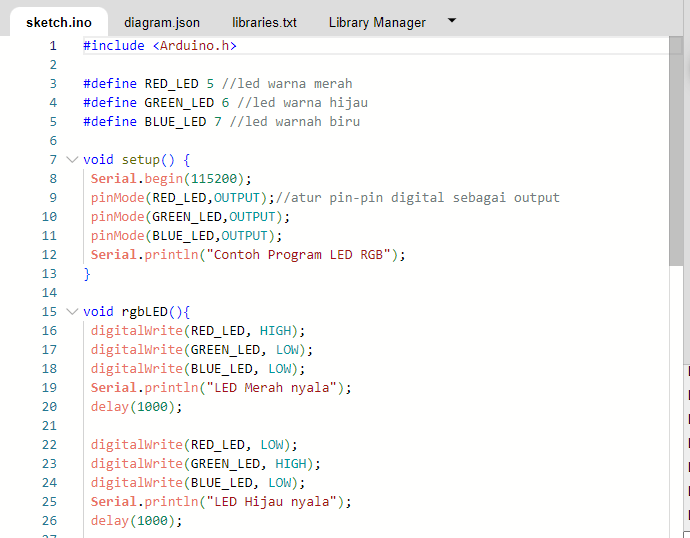 sketch.ino diagram.json libraries.txt Library Manager
1 #include <Arduino.h>
2
3 #define RED_LED 5 //led warna merah
4 #define GREEN_LED 6 //led warna hijau
5 #define BLUE_LED 7 //led warnah biru
6
7 void setup() {
8 Serial.begin(115200);
9 pinMode(RED_LED,OUTPUT);//atur pin-pin digital sebagai output
10 pinMode(GREEN_LED,OUTPUT);
11 pinMode(BLUE_LED,OUTPUT);
12 Serial.println("Contoh Program LED RGB");
13 }
14
15 void rgbLED(){
16 digitalWrite(RED_LED, HIGH);
17 digitalWrite(GREEN_LED, LOW);
18 digitalWrite(BLUE_LED, LOW);
19 Serial.println("LED Merah nyala");
20 delay(1000);
21
22 digitalWrite(RED_LED, LOW);
23 digitalWrite(GREEN_LED, HIGH);
24 digitalWrite(BLUE_LED, LOW);
25 Serial.println("LED Hijau nyala");
26 delay(1000);